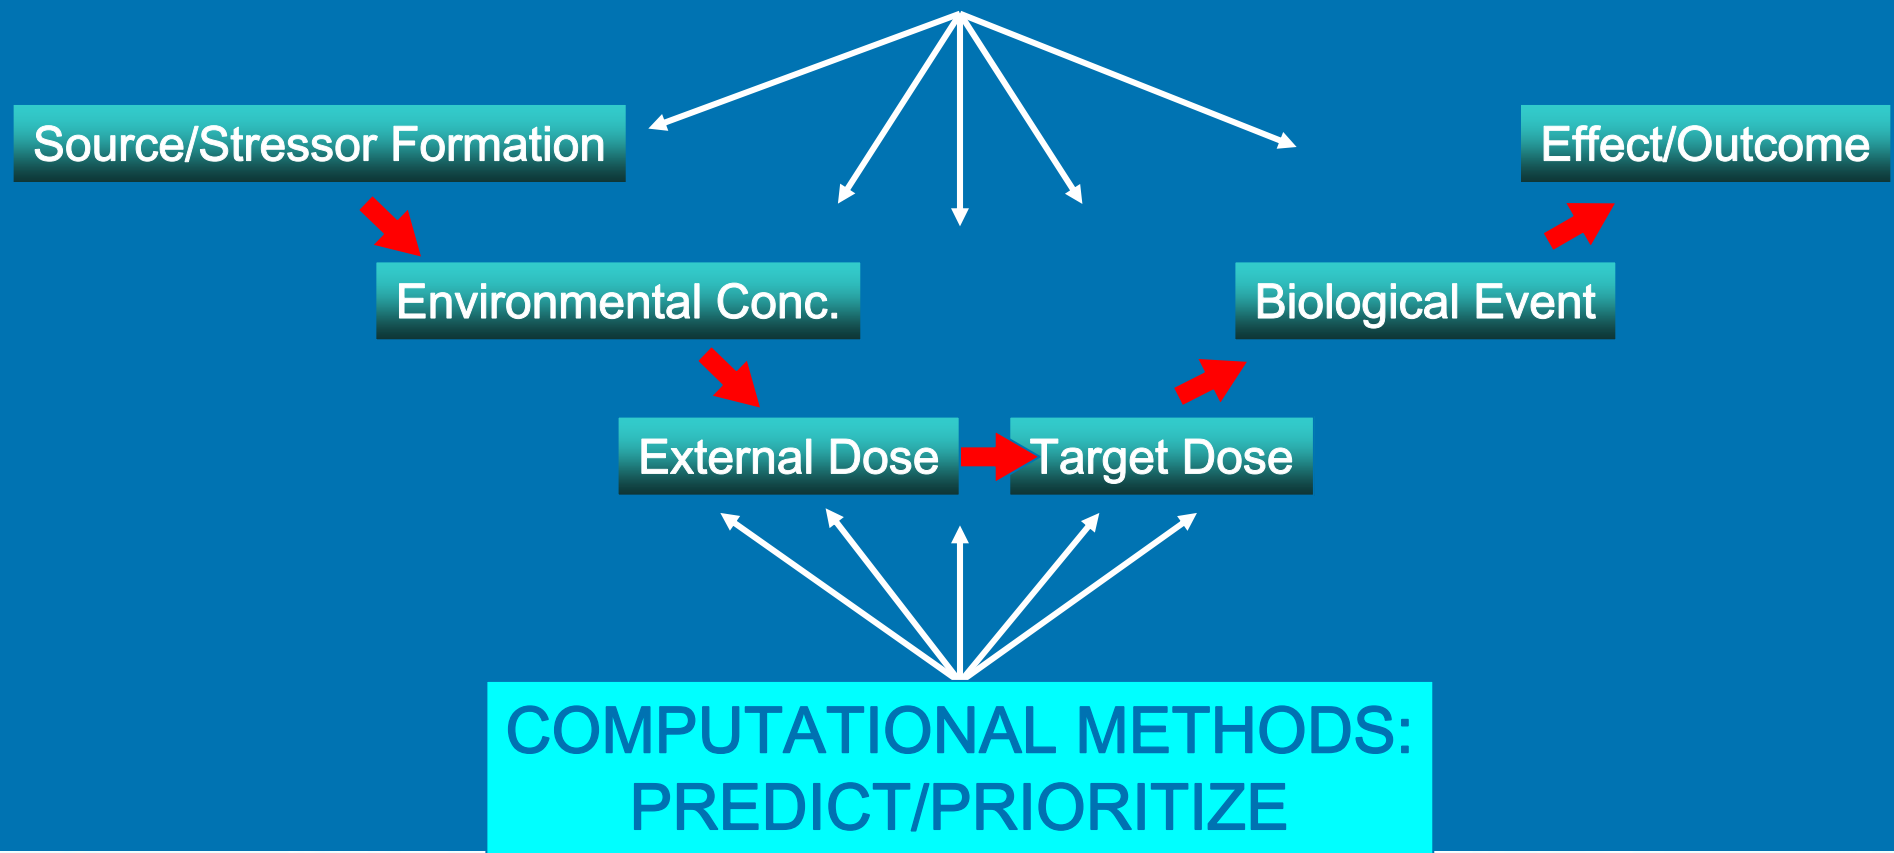 Source/Stressor Formation
Effect/Outcome
Environmental Conc.
Biological Event
External Dose
Target Dose
COMPUTATIONAL METHODS:
PREDICT/PRIORITIZE